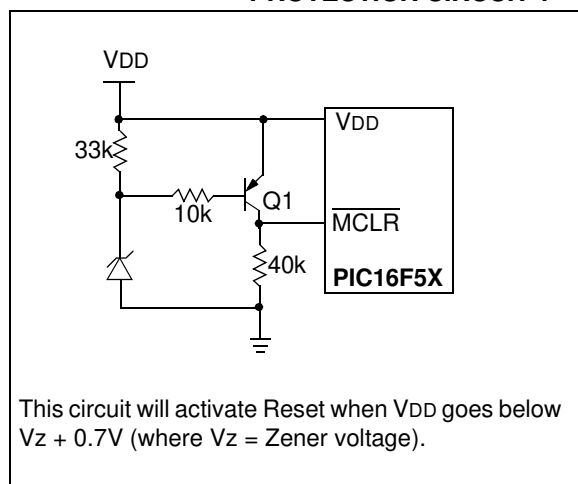 PROTECTION CIRCUIT 1
VDD
VDD
33k
Q1
10k
MCLR
40k
PIC16F5X
This circuit will activate Reset when VDD goes below
Vz + 0.7V (where Vz = Zener voltage).